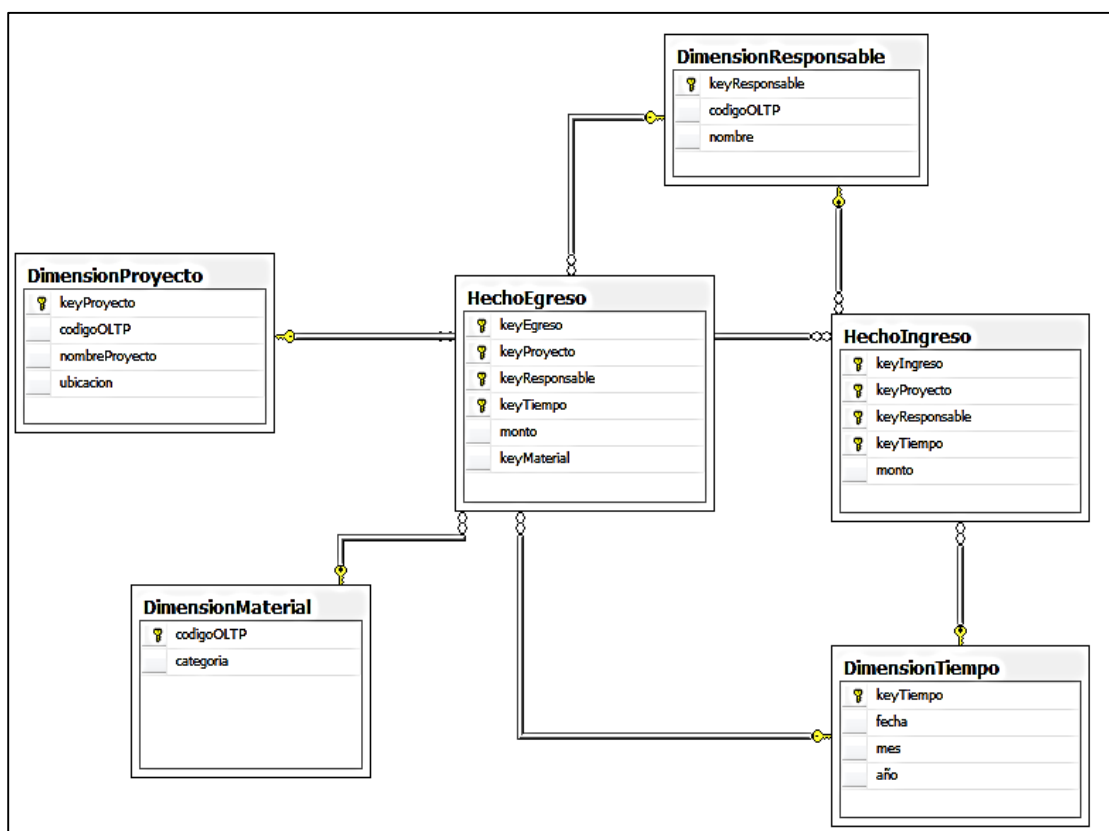 DimensionResponsable
keyResponsable
codigoOLTP
nombre
DimensionProyecto
keyProyecto
codigoOLTP
nombreProyecto
ubicacion
HechoEgreso
keyEgreso
keyProyecto
keyResponsable
keyTiempo
monto
keyMaterial
HechoIngreso
keyIngreso
keyProyecto
keyResponsable
keyTiempo
monto
DimensionMaterial
codigoOLTP
categoria
DimensionTiempo
keyTiempo
fecha
mes
año